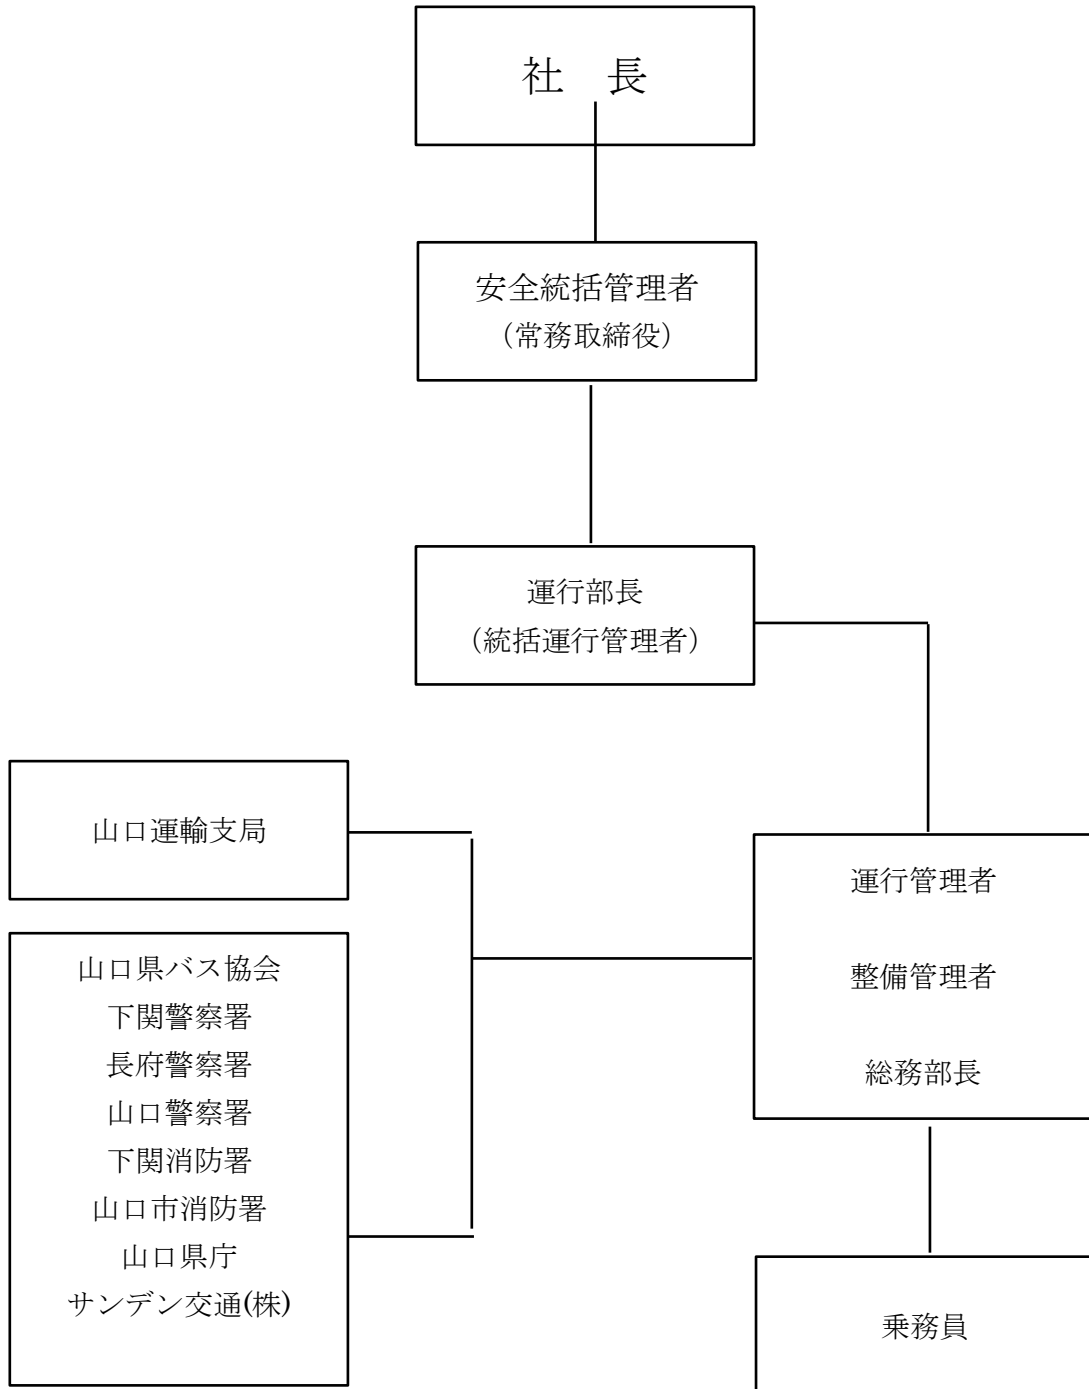 社　長
安全統括管理者
（常務取締役）
運行部長
（統括運行管理者）
山口運輸支局
山口県バス協会
下関警察署
長府警察署
山口警察署
下関消防署
山口市消防署
山口県庁
サンデン交通(株)
運行管理者
整備管理者
総務部長
乗務員